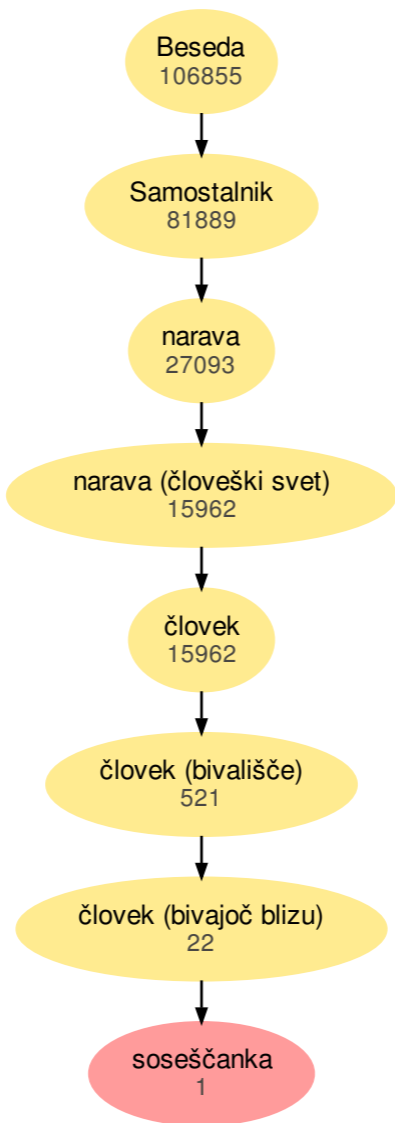 Beseda
106855
Samostalnik
81889
narava
27093
narava (človeški svet)
15962
človek
15962
človek (bivališče)
521
človek (bivajoč blizu)
22
soseščanka
1